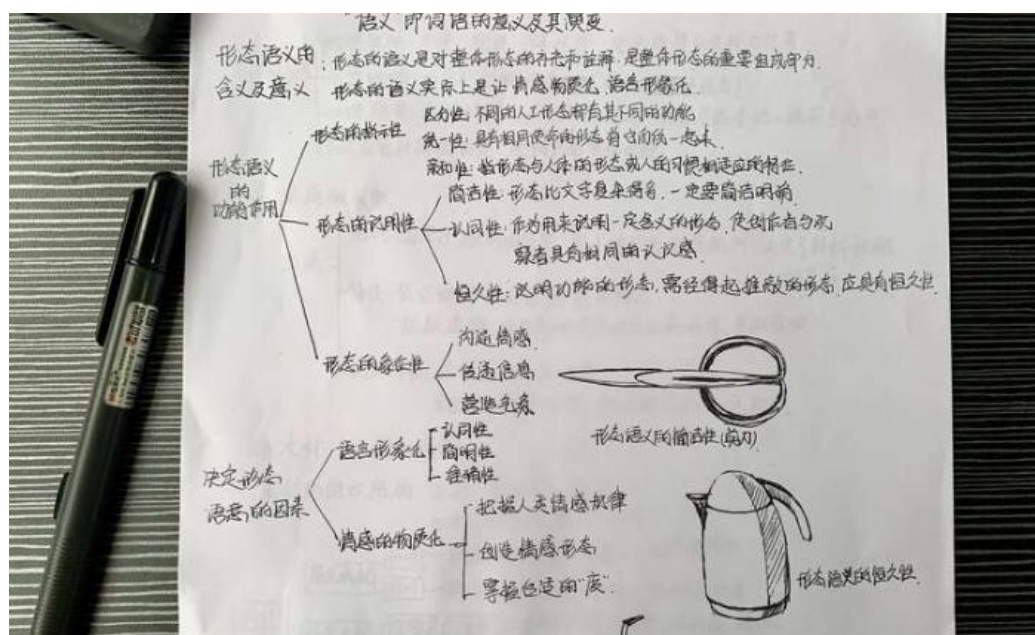 "语义"即词语的意义及其演变.
形态语义的:形态的语义是对整体形态的补充和诠释,是整体形态的重要组成部分.
含义及意义 形态的语义实际上是让情感物质化,语言形象化.
形态语义的功能作用
形态的指示性
区分性:不同的人工形态都有其不同的功能
统一性:具有相同使命的形态首它的统一起来.
亲和性:指形态与人体的形态或人的习惯相适应的特性.
形态的说明性
简洁性:形态比文字复杂得多,一定要简洁明朗.
认同性:作为用来说明一定含义的形态,使创作者与观
察者具有相同的认识感.
恒久性:说明功能的形态,需经得起推敲的形态,应具有恒久性.
形态的象征性
沟通情感.
传递信息
营造气氛
形态语义的简洁性(剪刀)
决定形态
语意的因素
语言形象化
认同性
简明性
准确性
情感的物质化
把握人类情感规律
创造情感形态
掌握合适的"度".
形态语义的恒久性.